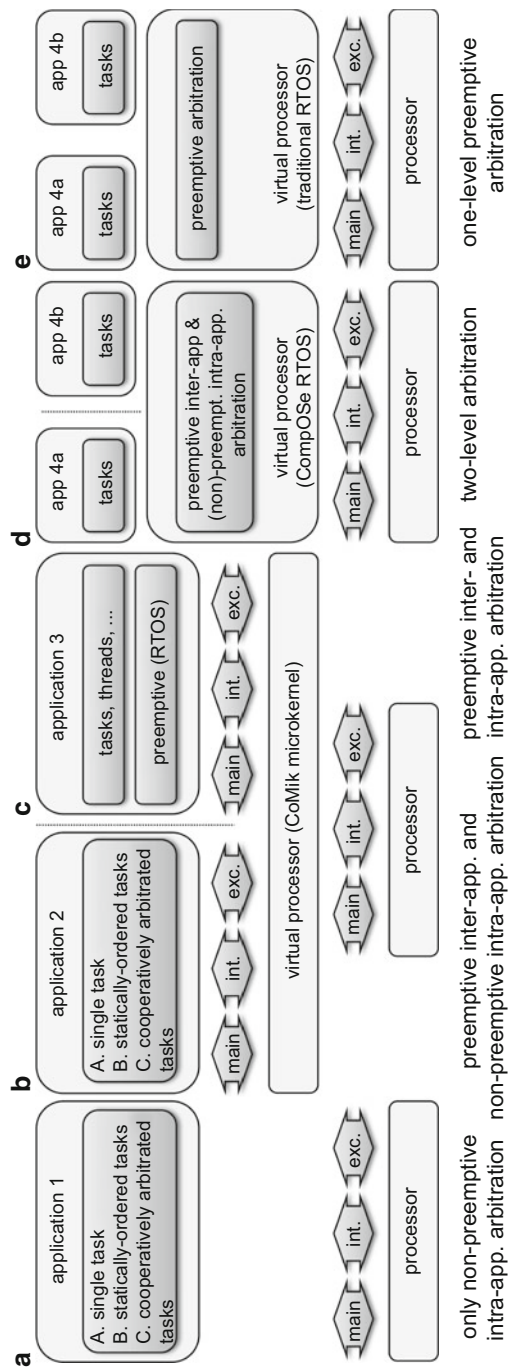 a
application 1
A. single task
B. statically-ordered tasks
C. cooperatively arbitrated
tasks
main
int.
exc.
processor
only non-preemptive
intra-app. arbitration
b
application 2
A. single task
B. statically-ordered tasks
C. cooperatively arbitrated
tasks
main
int.
exc.
c
application 3
tasks, threads, ...
preemptive (RTOS)
main
int.
exc.
virtual processor (CoMik microkernel)
main
int.
exc.
processor
preemptive inter-app. and
non-preemptive intra-app. arbitration
preemptive inter- and
intra-app. arbitration
d
app 4a
tasks
app 4b
tasks
preemptive inter-app &
(non)-preempt. intra-app.
arbitration
virtual processor
(CompOSe RTOS)
main
int.
exc.
processor
two-level arbitration
e
app 4a
tasks
app 4b
tasks
preemptive arbitration
virtual processor
(traditional RTOS)
main
int.
exc.
processor
one-level preemptive
arbitration